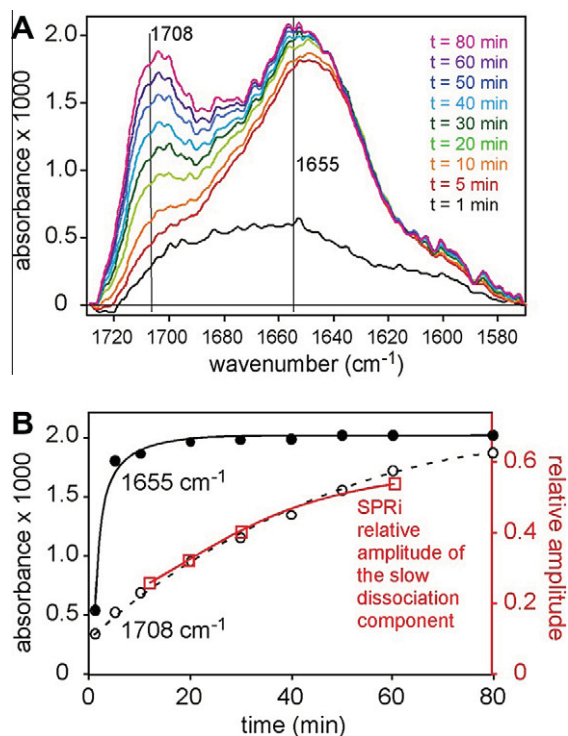 A
1708
2.0
1.5
1.0
0.5
0
absorbance x 1000
1655
t = 80 min
t = 60 min
t = 50 min
t = 40 min
t = 30 min
t = 20 min
t = 10 min
t = 5 min
t = 1 min
1720 1700 1680 1660 1640 1620 1600 1580
wavenumber (cm⁻¹)
B
2.0
1.5
1.0
0.5
0
absorbance x 1000
1655 cm⁻¹
1708 cm⁻¹
SPRi
relative
amplitude of
the slow
dissociation
component
0.6
0.4
0.2
0
relative amplitude
0 20 40 60 80
time (min)